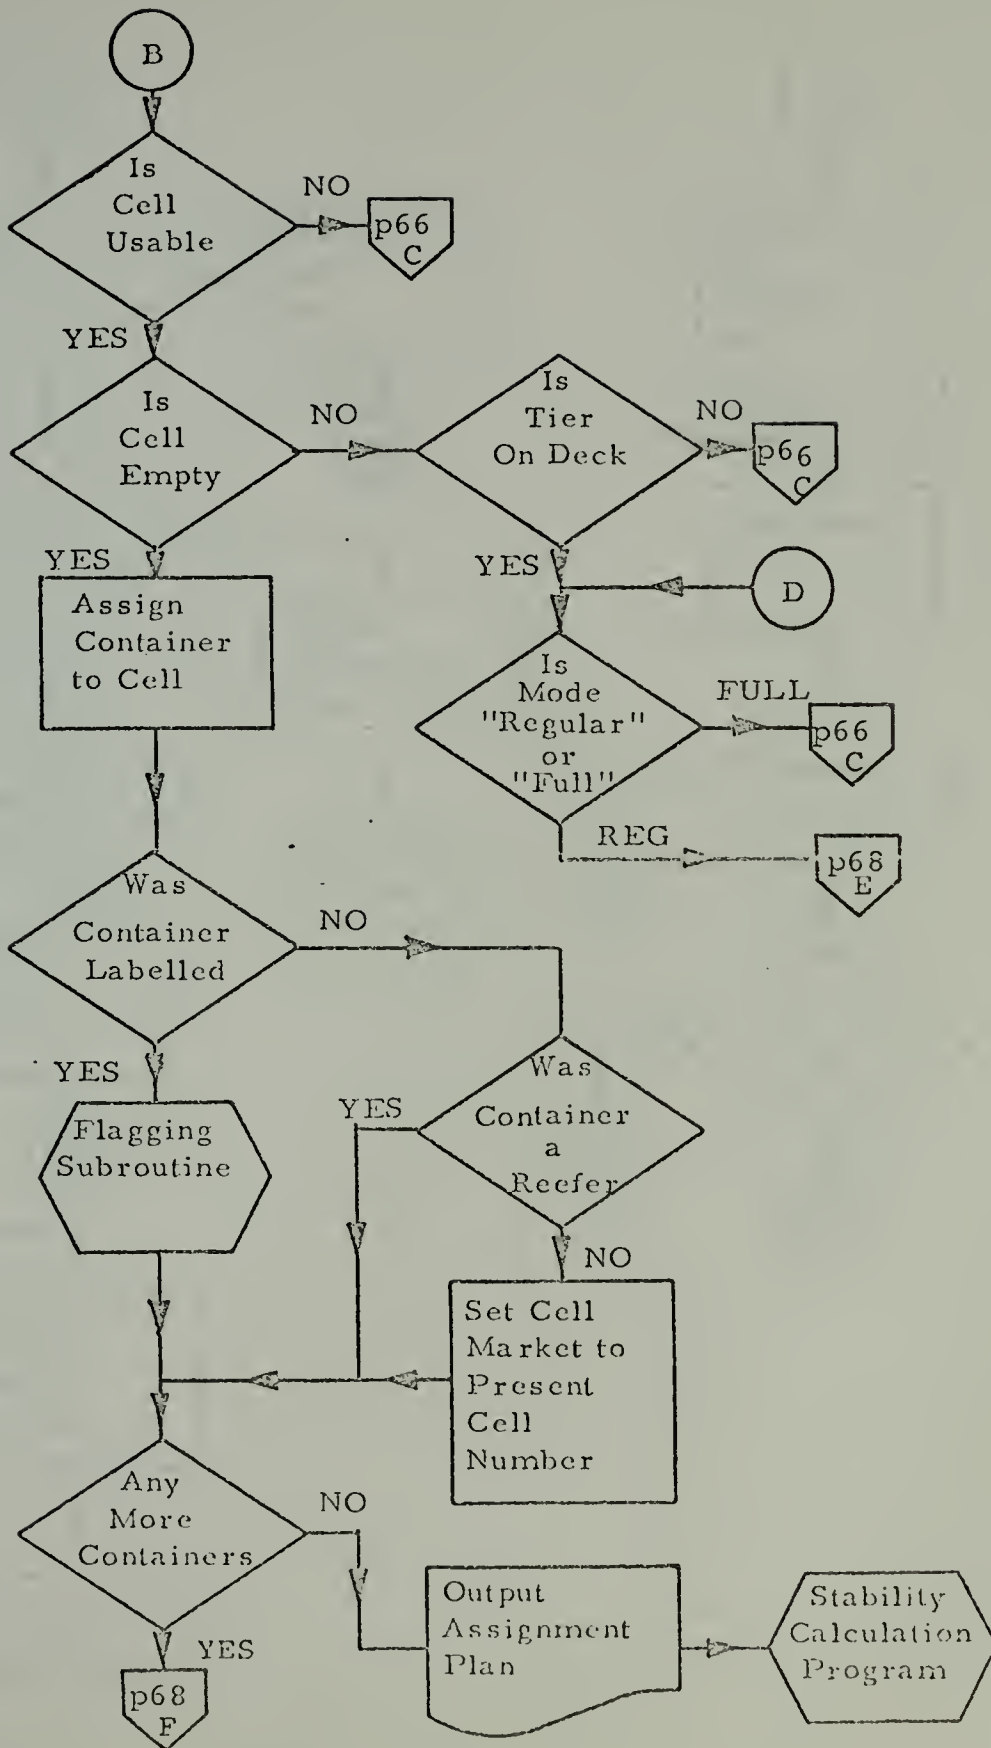 B
Is
Cell
Usable
NO
p66
C
YES
Is
Cell
Empty
NO
Is
Tier
On Deck
NO
p66
C
YES
Assign
Container
to Cell
YES
D
Is
Mode
"Regular"
or
"Full"
FULL
p66
C
REG
p68
E
Was
Container
Labelled
NO
YES
Flagging
Subroutine
Was
Container
a
Reefer
YES
NO
Set Cell
Market to
Present
Cell
Number
Any
More
Containers
NO
YES
p68
F
Output
Assignment
Plan
Stability
Calculation
Program